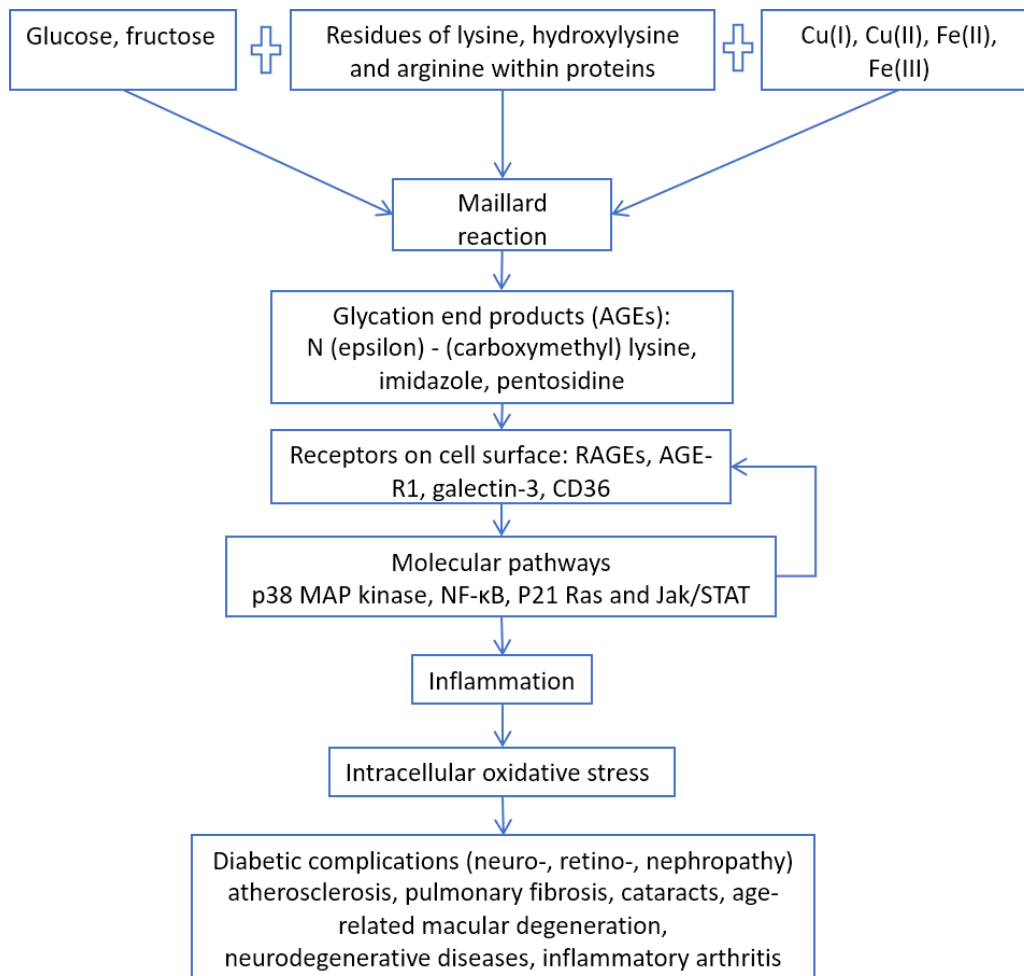 Glucose, fructose
Residues of lysine, hydroxylysine
and arginine within proteins
Cu(I), Cu(II), Fe(II),
Fe(III)
Maillard
reaction
Glycation end products (AGEs):
N (epsilon) - (carboxymethyl) lysine,
imidazole, pentosidine
Receptors on cell surface: RAGEs, AGE-
R1, galectin-3, CD36
Molecular pathways
p38 MAP kinase, NF-κB, P21 Ras and Jak/STAT
Inflammation
Intracellular oxidative stress
Diabetic complications (neuro-, retino-, nephropathy)
atherosclerosis, pulmonary fibrosis, cataracts, age-
related macular degeneration,
neurodegenerative diseases, inflammatory arthritis